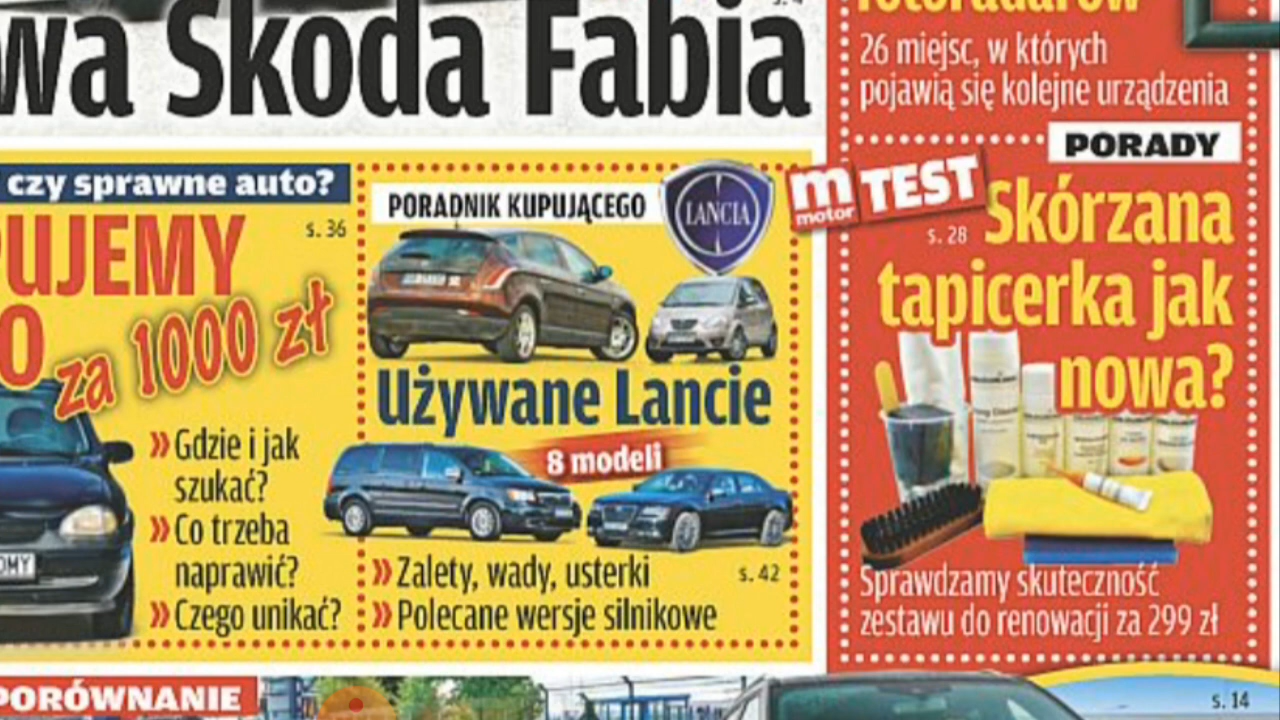 s. 4
wa Skoda Fabia
fotoradarów
26 miejsc, w których
pojawią się kolejne urządzenia
czy sprawne auto?
PUJEMY
s. 36
O za 1000 zł
Gdzie i jak
szukać?
Co trzeba
naprawić?
Czego unikać?
PORADNIK KUPUJĄCEGO
LANCIA
Używane Lancie
8 modeli
Zalety, wady, usterki
s. 42
Polecane wersje silnikowe
PORADY
m motor TEST
s. 28
Skórzana
tapicerka jak
nowa?
Sprawdzamy skuteczność
zestawu do renowacji za 299 zł
PORÓWNANIE
s. 14